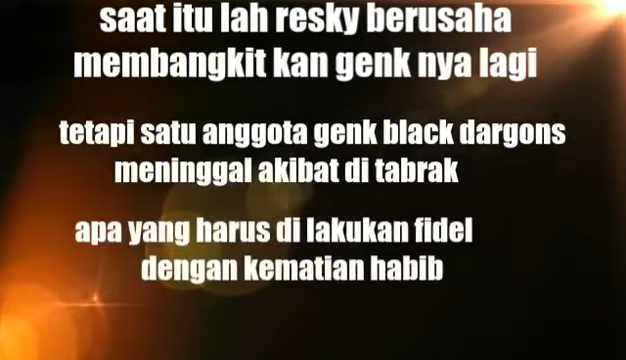 saat itu lah resky berusaha
membangkit kan genk nya lagi
tetapi satu anggota genk black dargons
meninggal akibat di tabrak
apa yang harus di lakukan fidel
dengan kematian habib